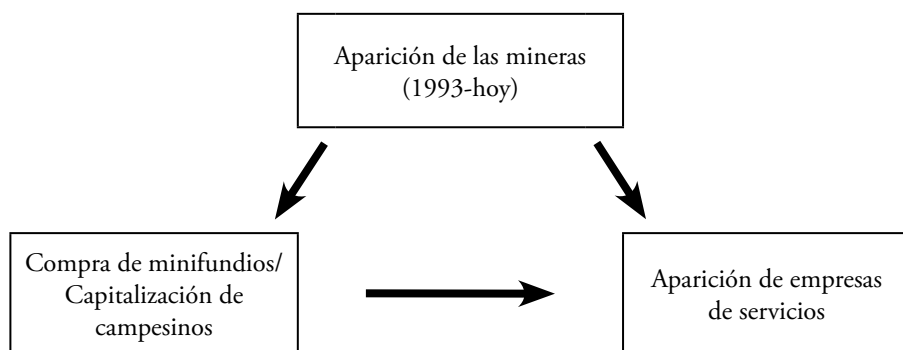 Aparición de las mineras
(1993-hoy)
Compra de minifundios/
Capitalización de
campesinos
Aparición de empresas
de servicios